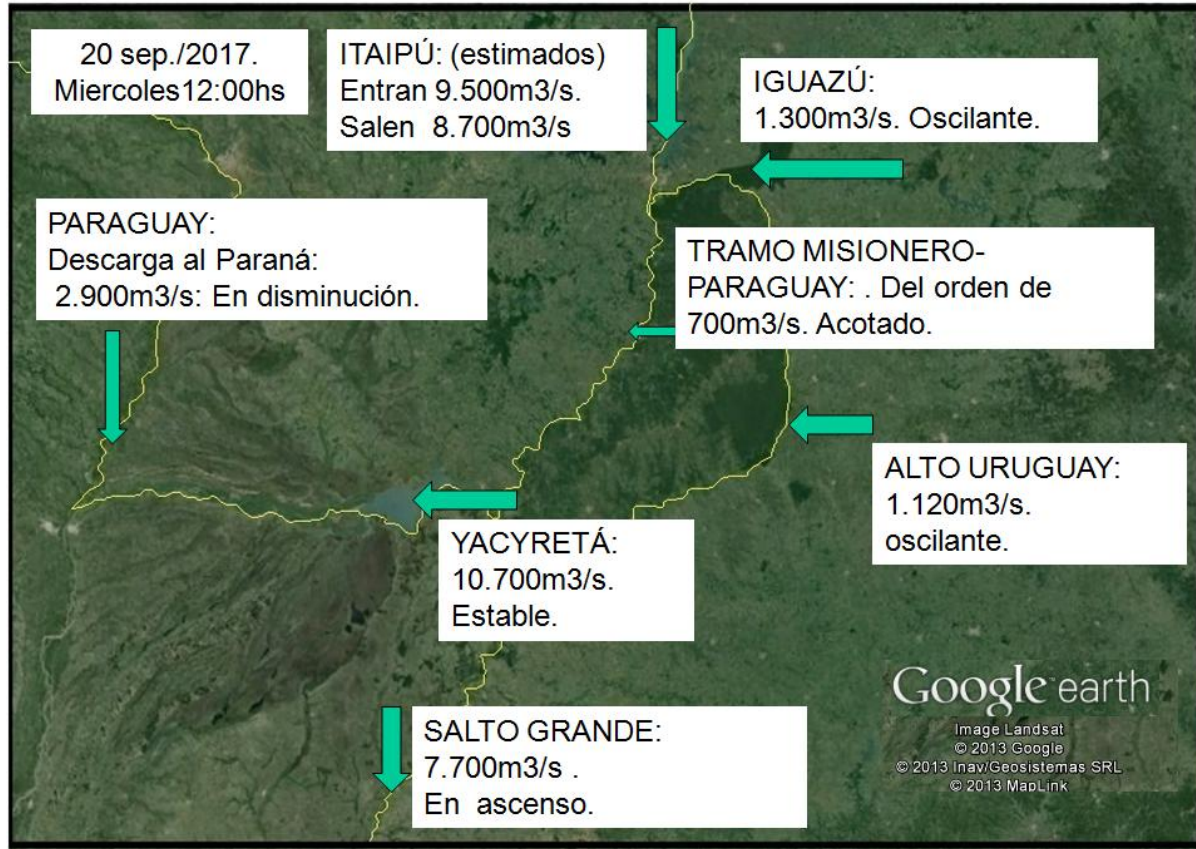 20 sep./2017.
Miercoles12:00hs
ITAIPÚ: (estimados)
Entran 9.500m3/s.
Salen  8.700m3/s
IGUAZÚ:
1.300m3/s. Oscilante.
PARAGUAY:
Descarga al Paraná:
2.900m3/s: En disminución.
TRAMO MISIONERO-
PARAGUAY: . Del orden de
700m3/s. Acotado.
ALTO URUGUAY:
1.120m3/s.
oscilante.
YACYRETÁ:
10.700m3/s.
Estable.
SALTO GRANDE:
7.700m3/s .
En  ascenso.
Google earth
Image Landsat
© 2013 Google
© 2013 Inav/Geosistemas SRL
© 2013 MapLink